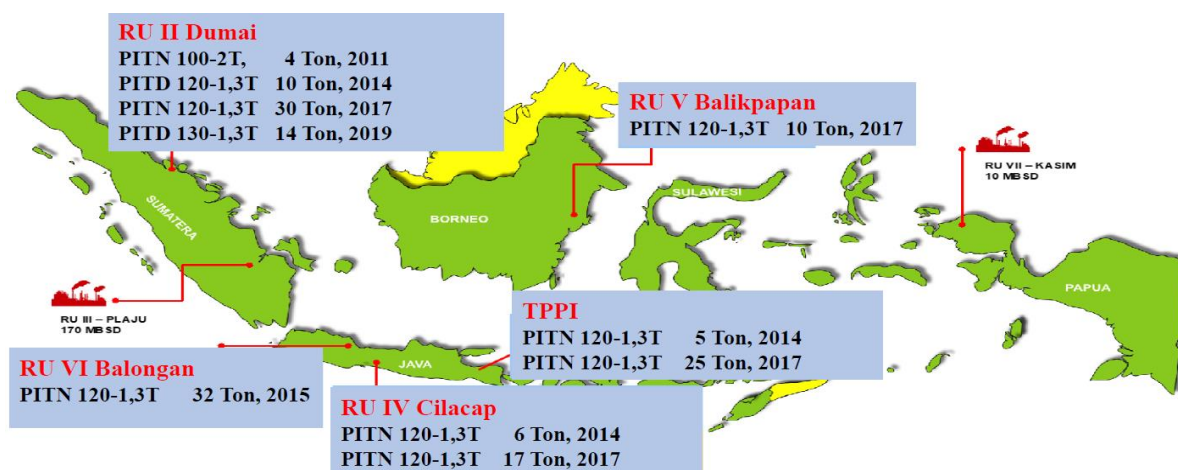 RU II Dumai
PITN 100-2T, 4 Ton, 2011
PITD 120-1,3T 10 Ton, 2014
PITN 120-1,3T 30 Ton, 2017
PITD 130-1,3T 14 Ton, 2019
RU V Balikpapan
PITN 120-1,3T 10 Ton, 2017
RU VII – KASIM
10 MBSD
SUMATERA
BORNEO
SULAWESI
PAPUA
RU III – PLAJU
170 MBSD
TPPI
PITN 120-1,3T 5 Ton, 2014
PITN 120-1,3T 25 Ton, 2017
JAVA
RU VI Balongan
PITN 120-1,3T 32 Ton, 2015
RU IV Cilacap
PITN 120-1,3T 6 Ton, 2014
PITN 120-1,3T 17 Ton, 2017